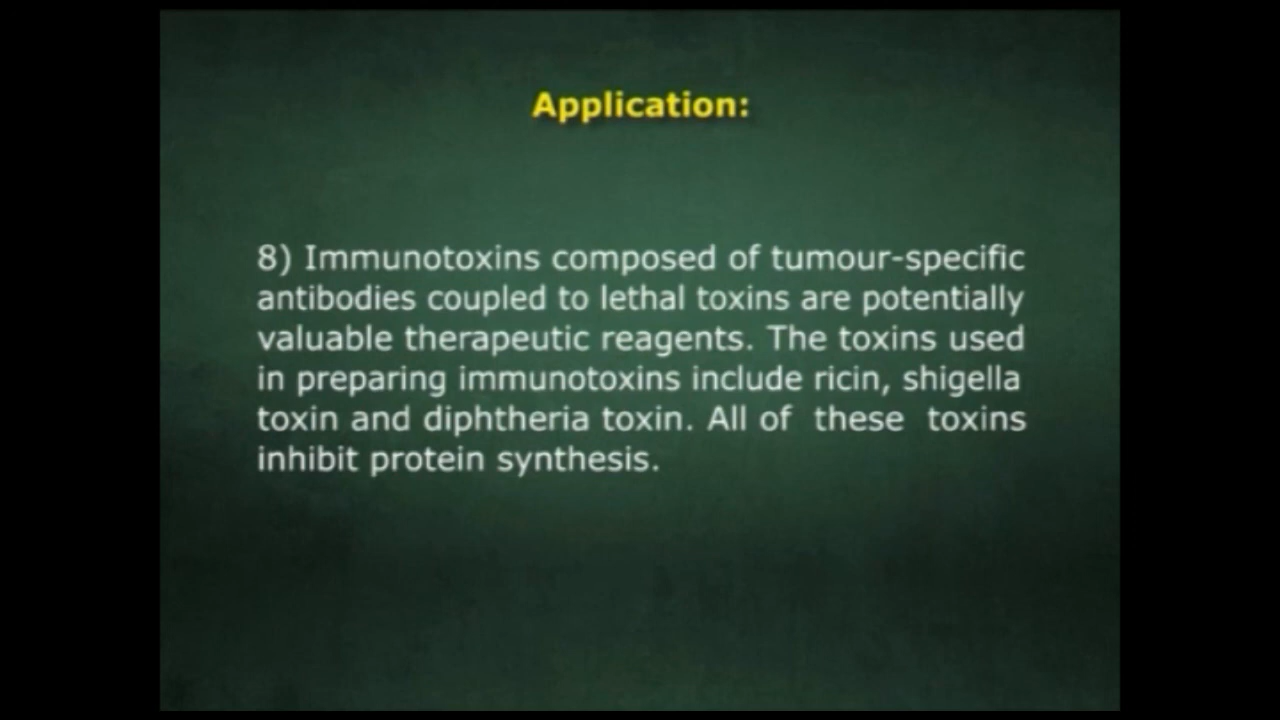 Application:
8) Immunotoxins composed of tumour-specific
antibodies coupled to lethal toxins are potentially
valuable therapeutic reagents. The toxins used
in preparing immunotoxins include ricin, shigella
toxin and diphtheria toxin. All of these toxins
inhibit protein synthesis.